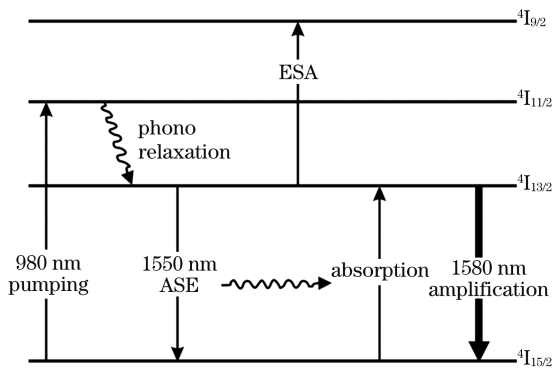 ⁴I₉/₂
ESA
⁴I₁₁/₂
phono
relaxation
⁴I₁₃/₂
980 nm
pumping
1550 nm
ASE
absorption
1580 nm
amplification
⁴I₁₅/₂